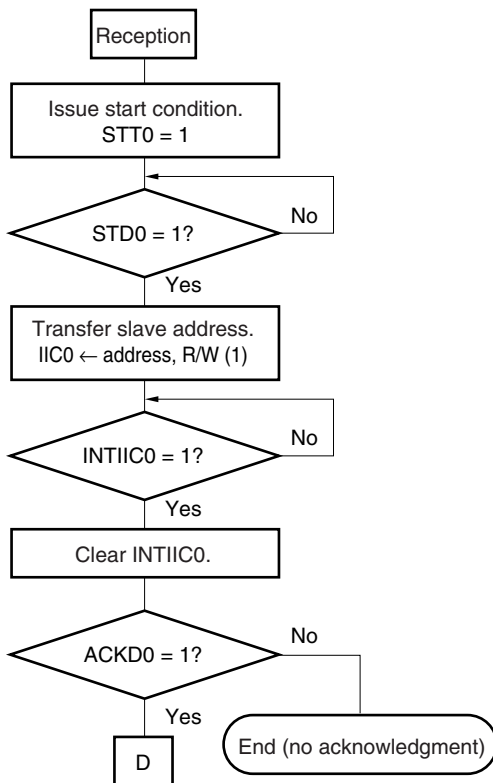 Reception
Issue start condition.
STT0 = 1
STD0 = 1?
No
Yes
Transfer slave address.
IIC0 ← address, R/W (1)
INTIIC0 = 1?
No
Yes
Clear INTIIC0.
ACKD0 = 1?
No
Yes
D
End (no acknowledgment)